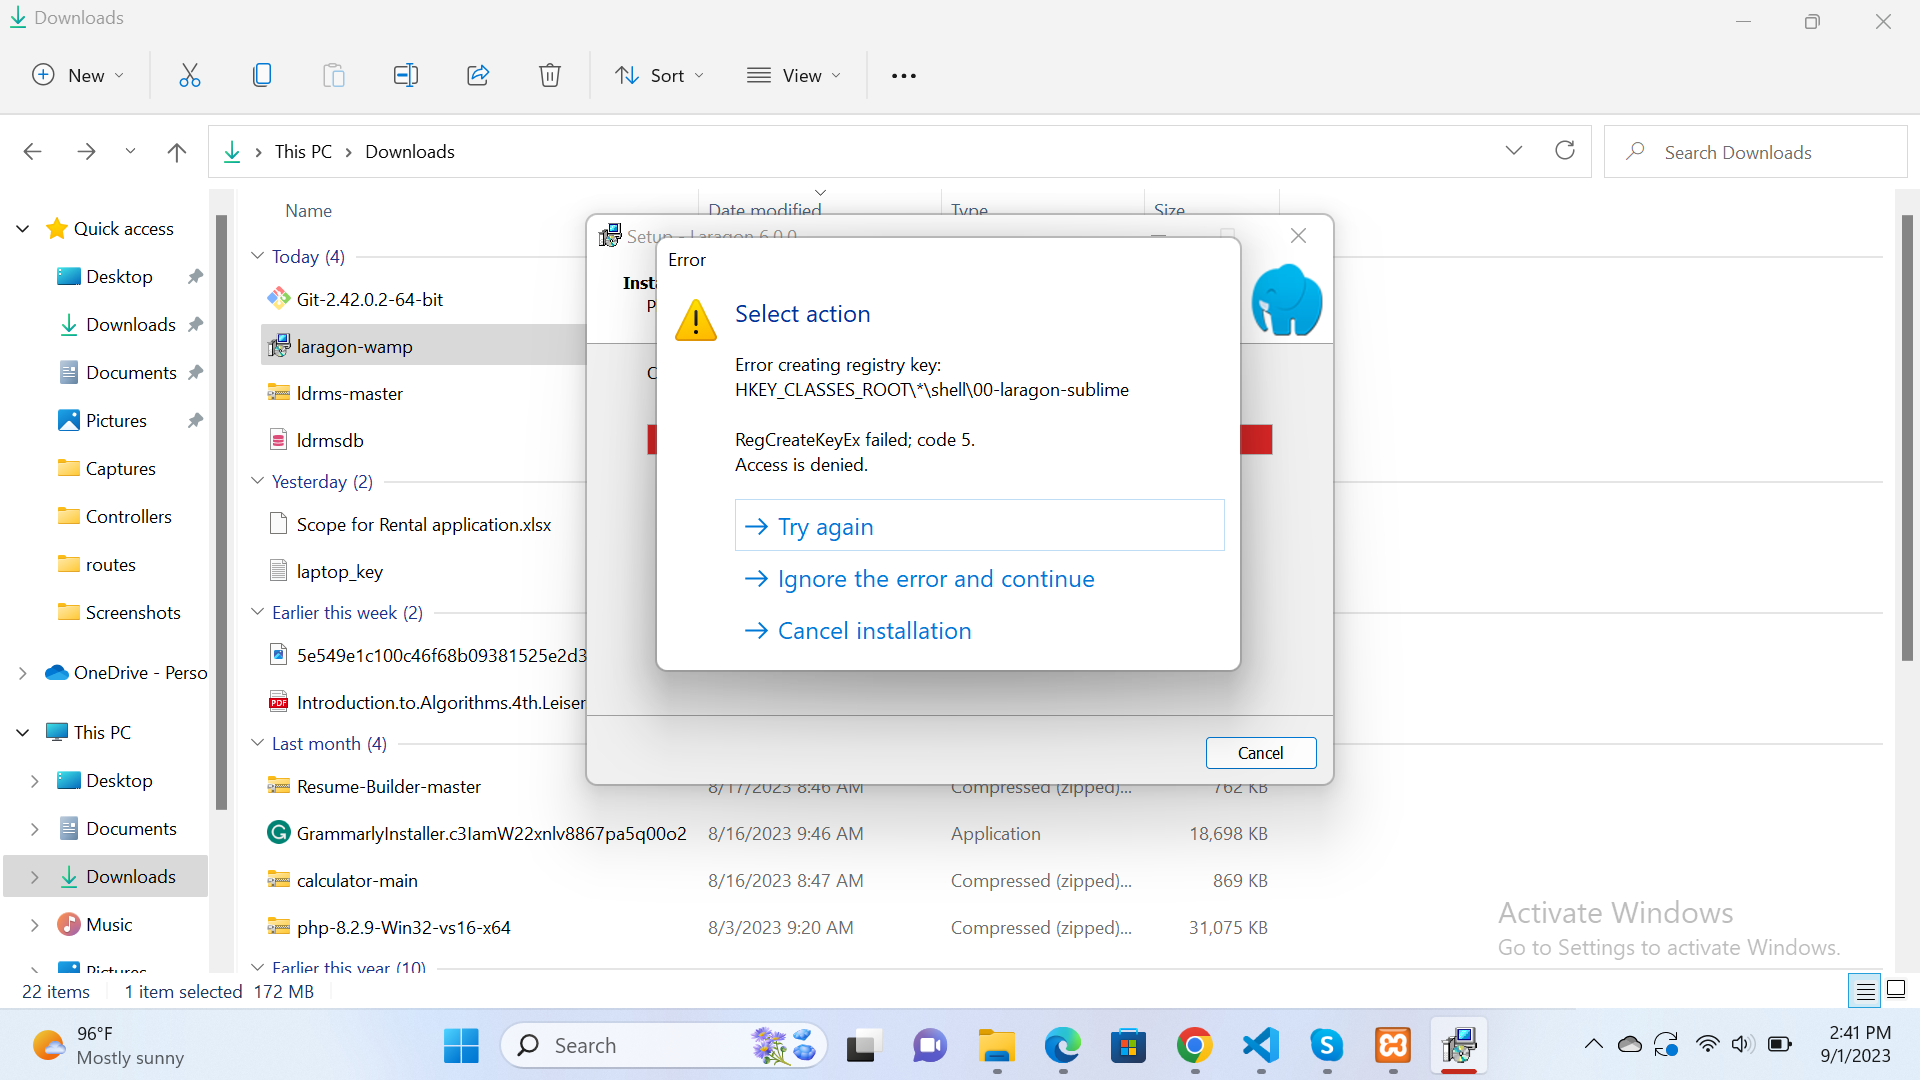 Downloads
New
Sort
View
This PC
Downloads
Search Downloads
Name
Date modified
Type
Size
Quick access
Desktop
Downloads
Documents
Pictures
Captures
Controllers
routes
Screenshots
OneDrive - Perso
This PC
Desktop
Documents
Downloads
Music
Pictures
Today (4)
Git-2.42.0.2-64-bit
laragon-wamp
ldrms-master
ldrmsdb
Yesterday (2)
Scope for Rental application.xlsx
laptop_key
Earlier this week (2)
5e549e1c100c46f68b09381525e2d3
Introduction.to.Algorithms.4th.Leiser
Last month (4)
Resume-Builder-master 8/17/2023 8:46 AM Compressed (zipped)... 762 KB
GrammarlyInstaller.c3IamW22xnlv8867pa5q00o2 8/16/2023 9:46 AM Application 18,698 KB
calculator-main 8/16/2023 8:47 AM Compressed (zipped)... 869 KB
php-8.2.9-Win32-vs16-x64 8/3/2023 9:20 AM Compressed (zipped)... 31,075 KB
Earlier this year (10)
Setup - Laragon 6.0.0
Insta
P
C
Error
Select action
Error creating registry key:
HKEY_CLASSES_ROOT\*\shell\00-laragon-sublime
RegCreateKeyEx failed; code 5.
Access is denied.
Try again
Ignore the error and continue
Cancel installation
Cancel
Activate Windows
Go to Settings to activate Windows.
22 items
1 item selected 172 MB
96°F
Mostly sunny
Search
2:41 PM
9/1/2023
PDF